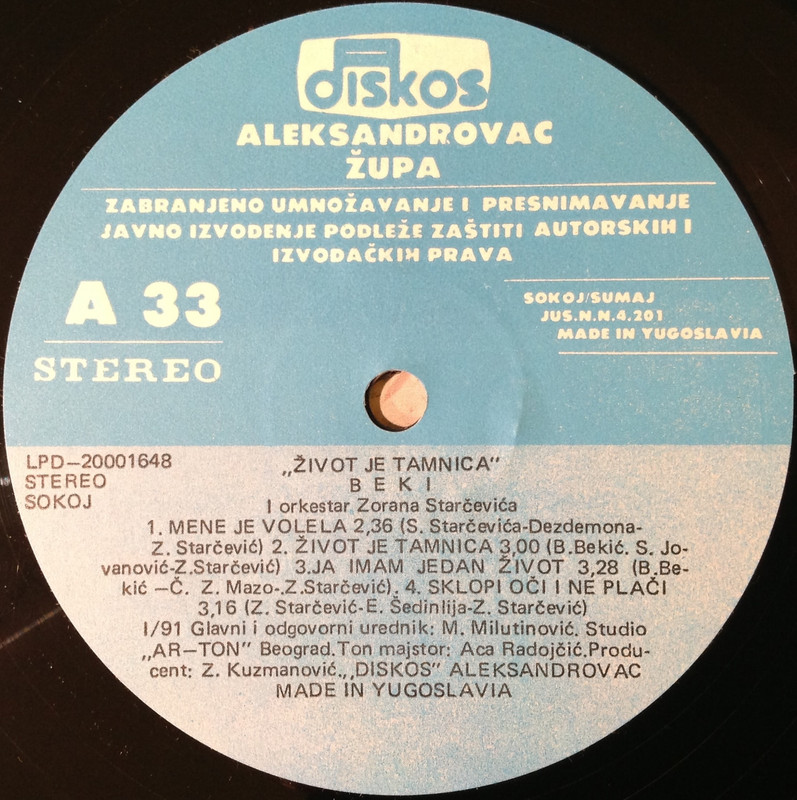 diskos
ALEKSANDROVAC
ŽUPA
ZABRANJENO UMNOŽAVANJE I PRESNIMAVANJE
JAVNO IZVOĐENJE PODLEŽE ZAŠTITI AUTORSKIH I
IZVOĐAČKIH PRAVA
A 33
STEREO
SOKOJ/SUMAJ
JUS.N.N.4.201
MADE IN YUGOSLAVIA
LPD-20001648
STEREO
SOKOJ
„ŽIVOT JE TAMNICA"
B E K I
I orkestar Zorana Starčevića
1. MENE JE VOLELA 2,36 (S. Starčevića-Dezdemona-
Z. Starčević) 2. ŽIVOT JE TAMNICA 3,00 (B.Bekić. S. Jo-
vanović-Z.Starčević) 3.JA IMAM JEDAN ŽIVOT 3,28 (B.Be-
kić -Č. Z. Mazo-.Z.Starčević). 4. SKLOPI OČI I NE PLAČI
3,16 (Z. Starčević-E. Šedinlija-Z. Starčević)
I/91 Glavni i odgovorni urednik: M. Milutinović. Studio
„AR-TON" Beograd.Ton majstor: Aca Radojčić.Produ-
cent: Z. Kuzmanović.„DISKOS" ALEKSANDROVAC
MADE IN YUGOSLAVIA